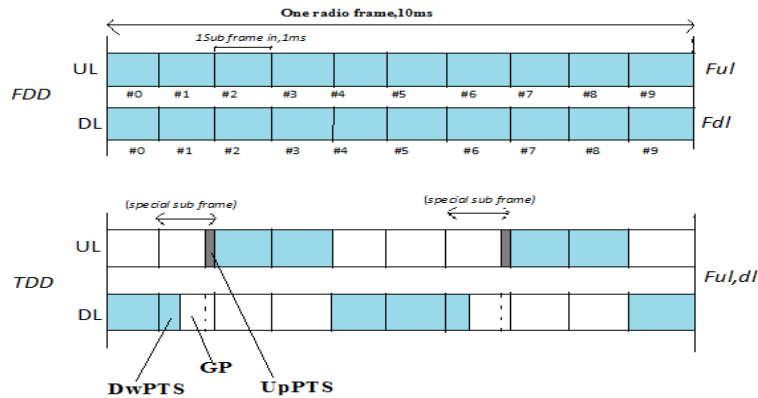 One radio frame,10ms
1Sub frame in,1ms
UL
Ful
#0 #1 #2 #3 #4 #5 #6 #7 #8 #9
FDD
DL
Fdl
#0 #1 #2 #3 #4 #5 #6 #7 #8 #9
(special sub frame) (special sub frame)
UL
TDD
Ful,dl
DL
GP
DwPTS
UpPTS